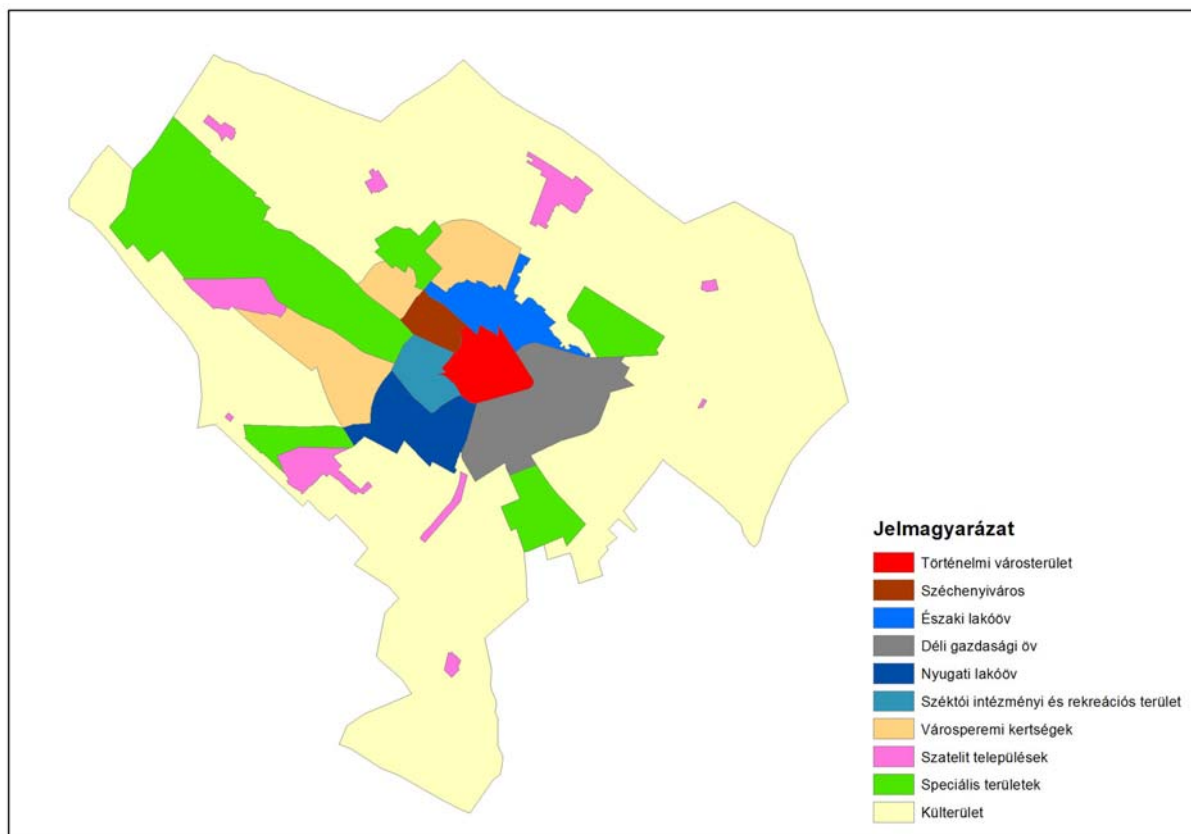 Jelmagyarázat
Történelmi városterület
Széchenyiváros
Északi lakóöv
Déli gazdasági öv
Nyugati lakóöv
Széktói intézményi és rekreációs terület
Városperemi kertségek
Szatelit települések
Speciális területek
Külterület